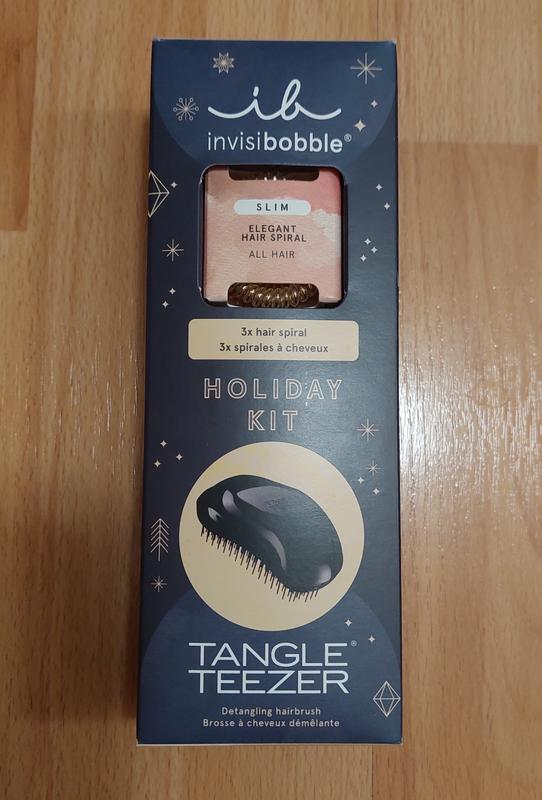 ib
invisibobble®
SLIM
ELEGANT
HAIR SPIRAL
ALL HAIR
3x hair spiral
3x spirales à cheveux
HOLIDAY
KIT
TANGLE®
TEEZER
Detangling hairbrush
Brosse à cheveux démêlante